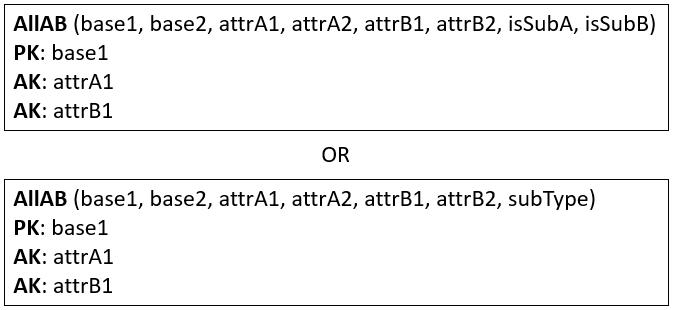 AllAB (base1, base2, attrA1, attrA2, attrB1, attrB2, isSubA, isSubB)
PK: base1
AK: attrA1
AK: attrB1
OR
AllAB (base1, base2, attrA1, attrA2, attrB1, attrB2, subType)
PK: base1
AK: attrA1
AK: attrB1